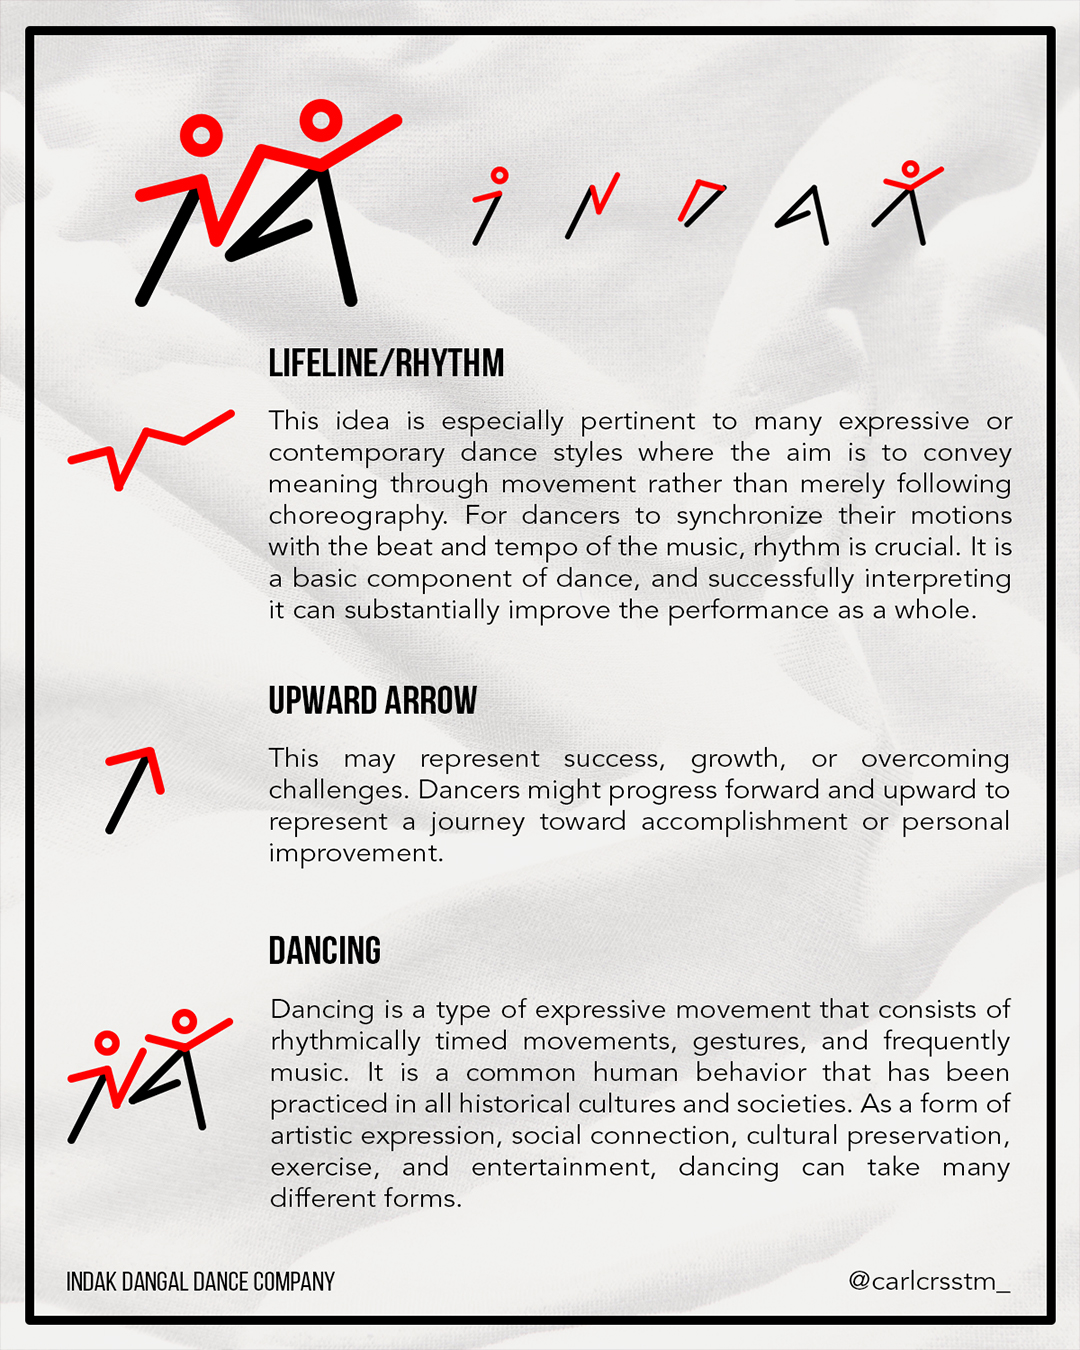 INDAK
LIFELINE/RHYTHM
This idea is especially pertinent to many expressive or
contemporary dance styles where the aim is to convey
meaning through movement rather than merely following
choreography. For dancers to synchronize their motions
with the beat and tempo of the music, rhythm is crucial. It is
a basic component of dance, and successfully interpreting
it can substantially improve the performance as a whole.
UPWARD ARROW
This may represent success, growth, or overcoming
challenges. Dancers might progress forward and upward to
represent a journey toward accomplishment or personal
improvement.
DANCING
Dancing is a type of expressive movement that consists of
rhythmically timed movements, gestures, and frequently
music. It is a common human behavior that has been
practiced in all historical cultures and societies. As a form of
artistic expression, social connection, cultural preservation,
exercise, and entertainment, dancing can take many
different forms.
INDAK DANGAL DANCE COMPANY
@carlcrsstm_